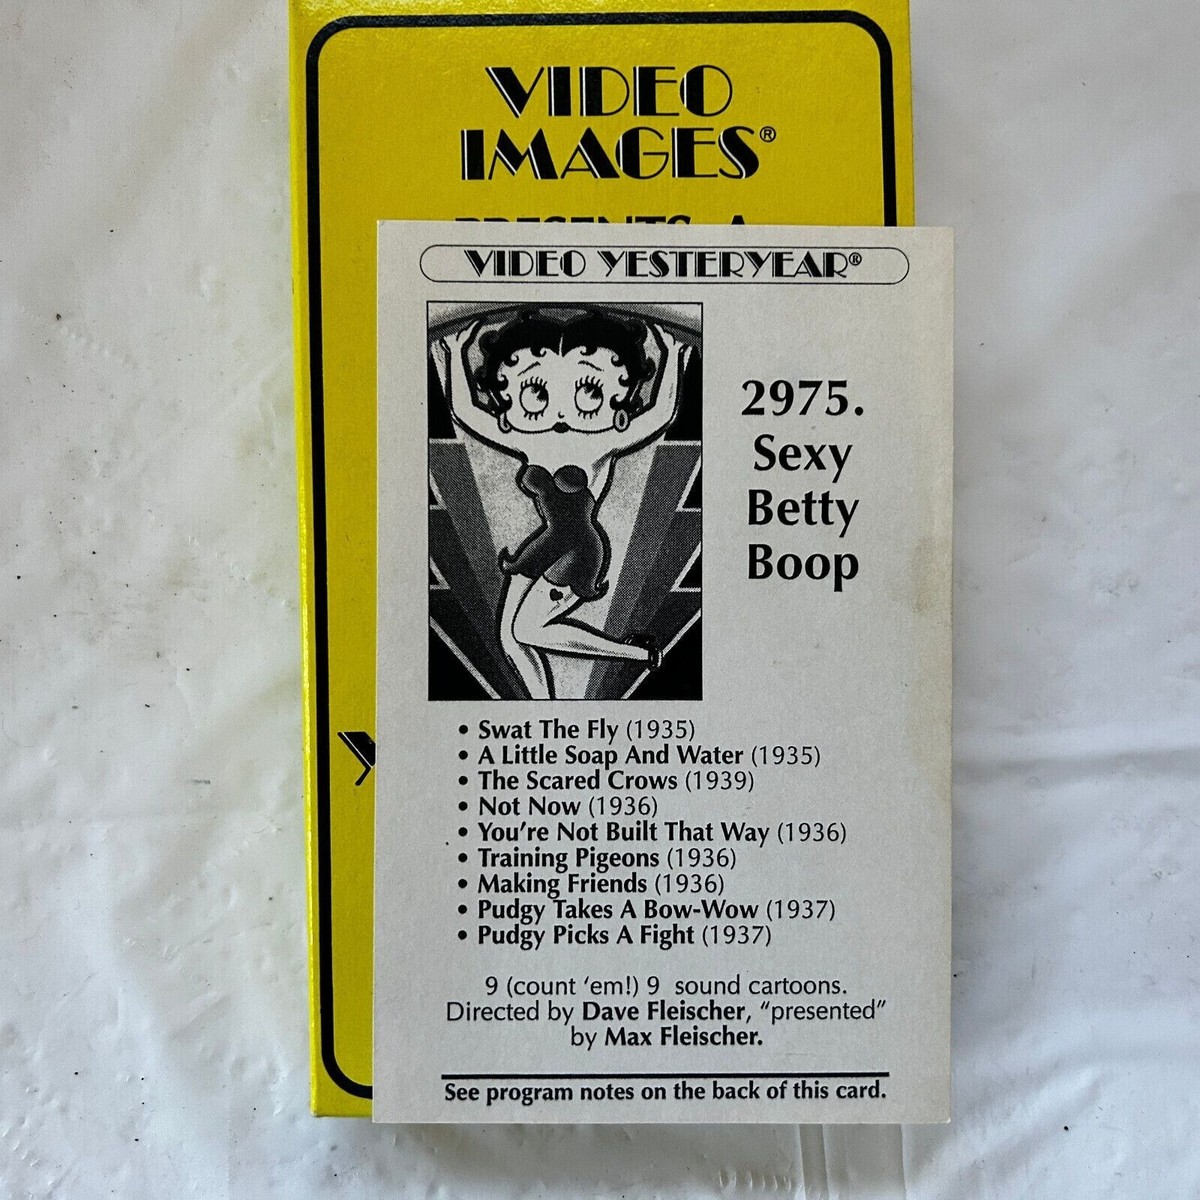 VIDEO
IMAGES®
PRESENTS A
VIDEO YESTERYEAR®
2975.
Sexy
Betty
Boop
• Swat The Fly (1935)
• A Little Soap And Water (1935)
• The Scared Crows (1939)
• Not Now (1936)
• You're Not Built That Way (1936)
• Training Pigeons (1936)
• Making Friends (1936)
• Pudgy Takes A Bow-Wow (1937)
• Pudgy Picks A Fight (1937)
9 (count 'em!) 9 sound cartoons.
Directed by Dave Fleischer, “presented”
by Max Fleischer.
See program notes on the back of this card.